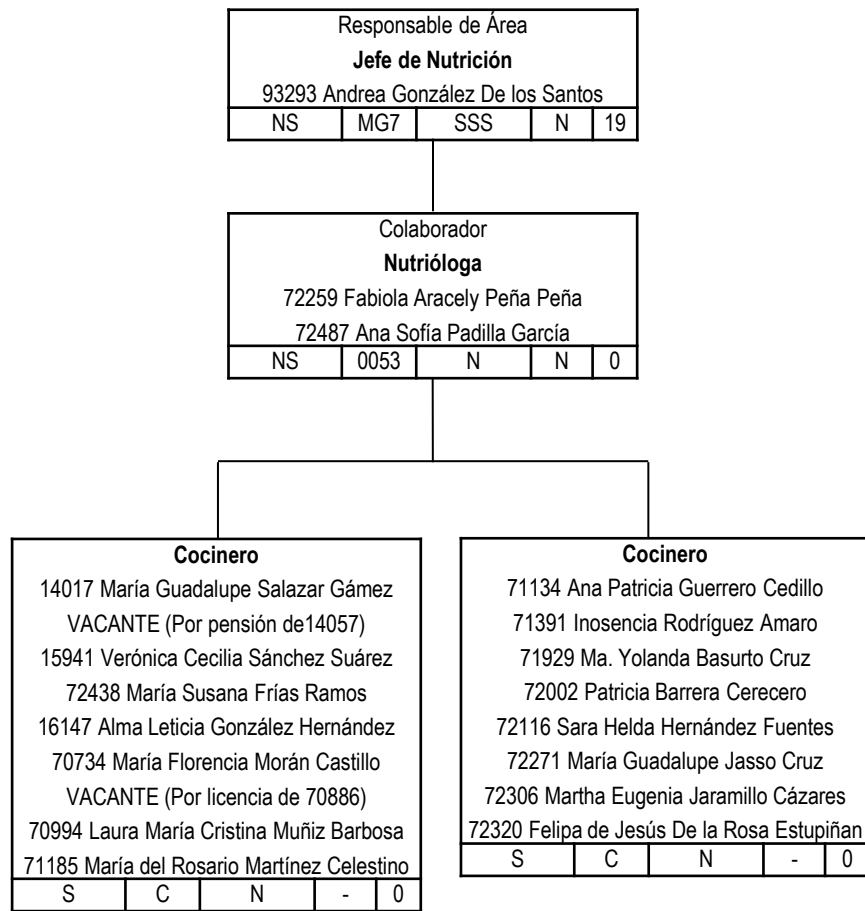 Responsable de Área
Jefe de Nutrición
93293 Andrea González De los Santos
NS MG7 SSS N 19
Colaborador
Nutrióloga
72259 Fabiola Aracely Peña Peña
72487 Ana Sofía Padilla García
NS 0053 N N 0
Cocinero
14017 María Guadalupe Salazar Gámez
VACANTE (Por pensión de14057)
15941 Verónica Cecilia Sánchez Suárez
72438 María Susana Frías Ramos
16147 Alma Leticia González Hernández
70734 María Florencia Morán Castillo
VACANTE (Por licencia de 70886)
70994 Laura María Cristina Muñiz Barbosa
71185 María del Rosario Martínez Celestino
S C N - 0
Cocinero
71134 Ana Patricia Guerrero Cedillo
71391 Inosencia Rodríguez Amaro
71929 Ma. Yolanda Basurto Cruz
72002 Patricia Barrera Cerecero
72116 Sara Helda Hernández Fuentes
72271 María Guadalupe Jasso Cruz
72306 Martha Eugenia Jaramillo Cázares
72320 Felipa de Jesús De la Rosa Estupiñan
S C N - 0